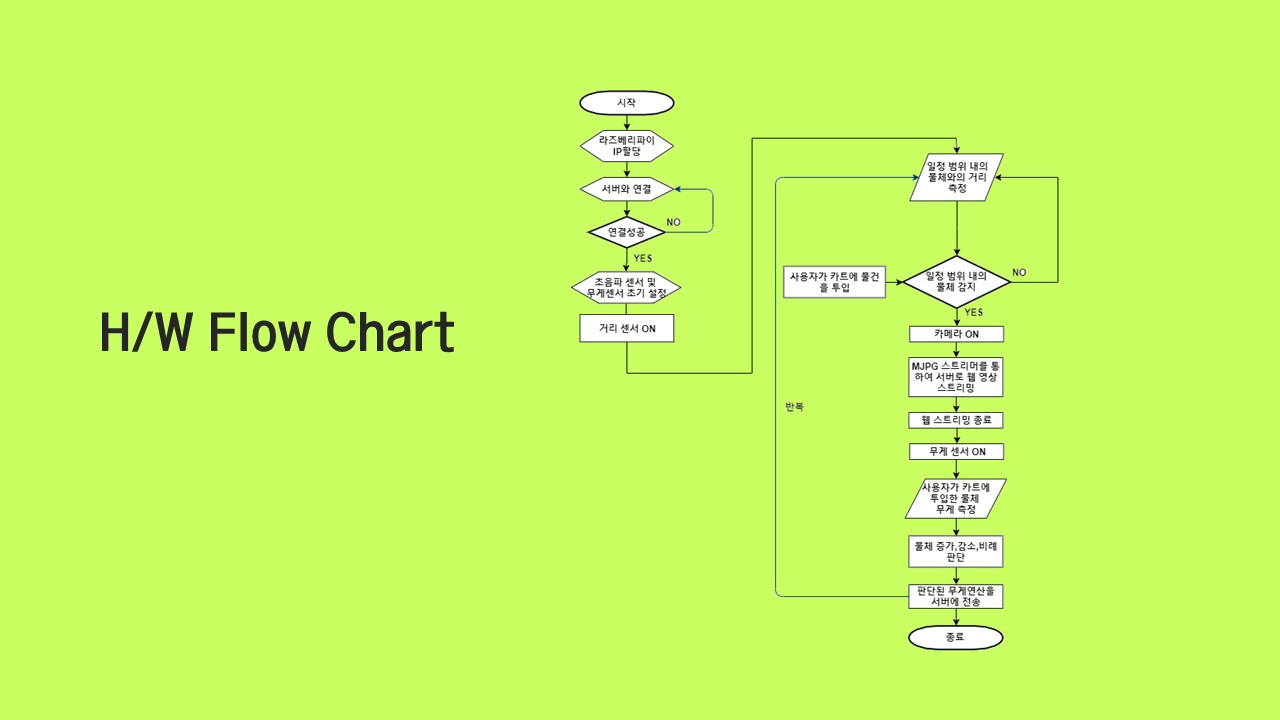 H/W Flow Chart
시작
라즈베리파이
IP할당
서버와 연결
연결성공
NO
YES
초음파 센서 및
무게센서 초기 설정
거리 센서 ON
일정 범위 내의
물체와의 거리
측정
사용자가 카트에 물건
을 투입
일정 범위 내의
물체 감지
NO
YES
카메라 ON
MJPG 스트리머를 통
하여 서버로 웹 영상
스트리밍
반복
웹 스트리밍 종료
무게 센서 ON
사용자가 카트에
투입한 물체
무게 측정
물체 증가,감소,비례
판단
판단된 무게연산을
서버에 전송
종료